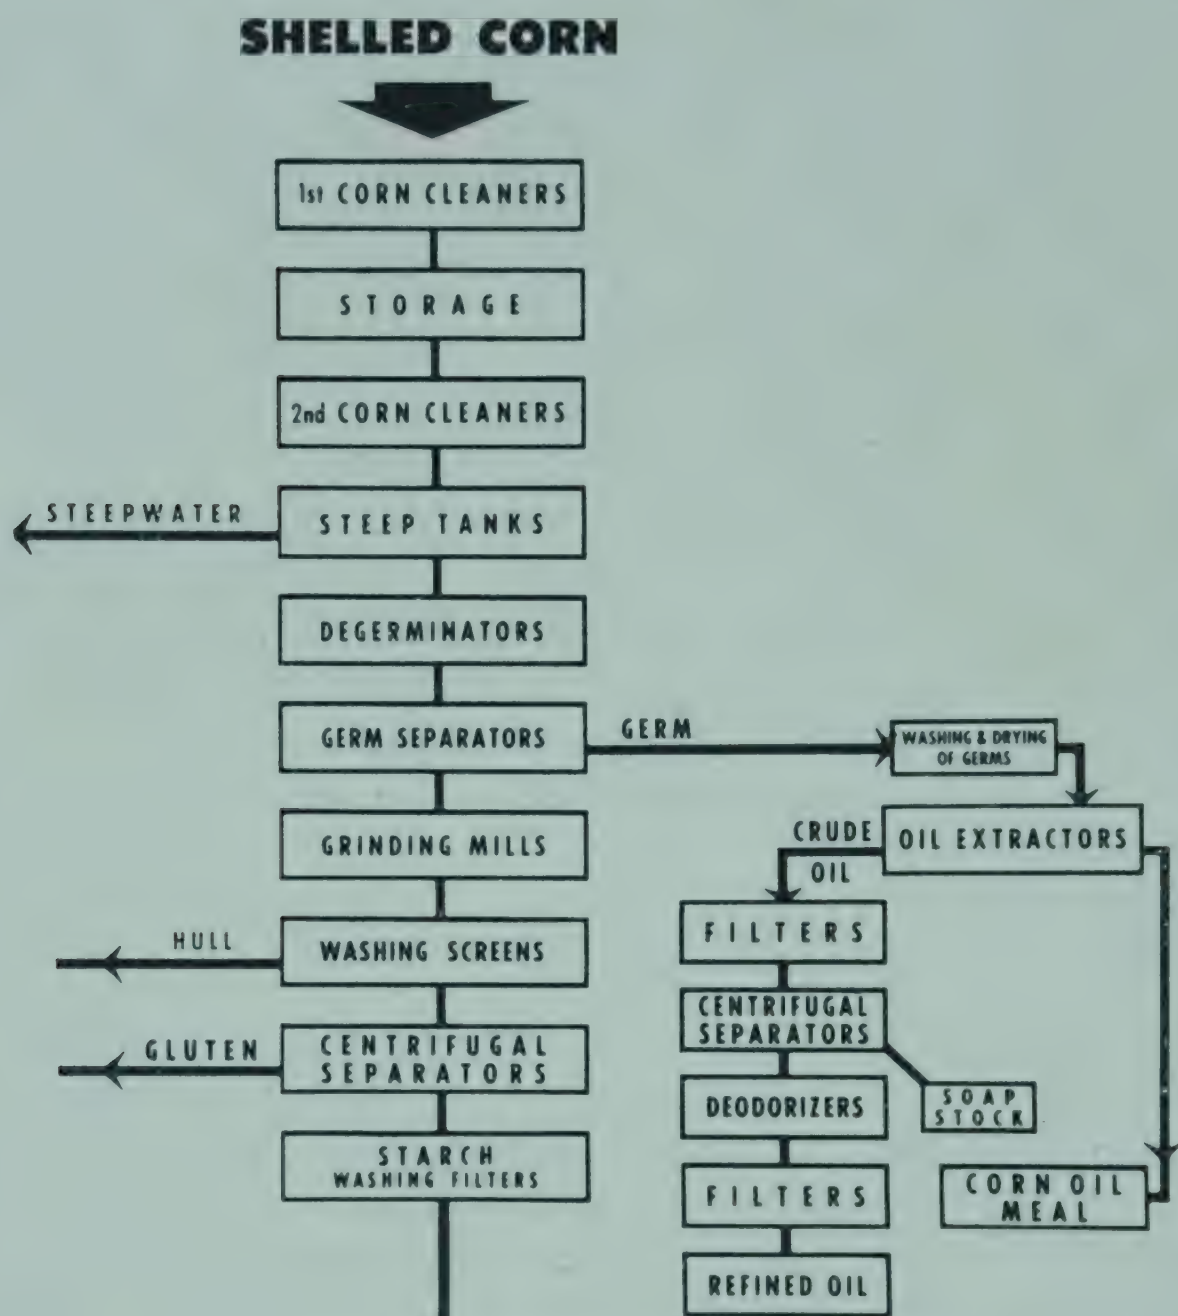 SHELLED CORN
1st CORN CLEANERS
STORAGE
2nd CORN CLEANERS
STEEPWATER
STEEP TANKS
DEGERMINATORS
GERM SEPARATORS
GERM
WASHING & DRYING
OF GERMS
GRINDING MILLS
CRUDE
OIL
OIL EXTRACTORS
FILTERS
HULL
WASHING SCREENS
CENTRIFUGAL
SEPARATORS
GLUTEN
CENTRIFUGAL
SEPARATORS
DEODORIZERS
SOAP
STOCK
STARCH
WASHING FILTERS
FILTERS
CORN OIL
MEAL
REFINED OIL